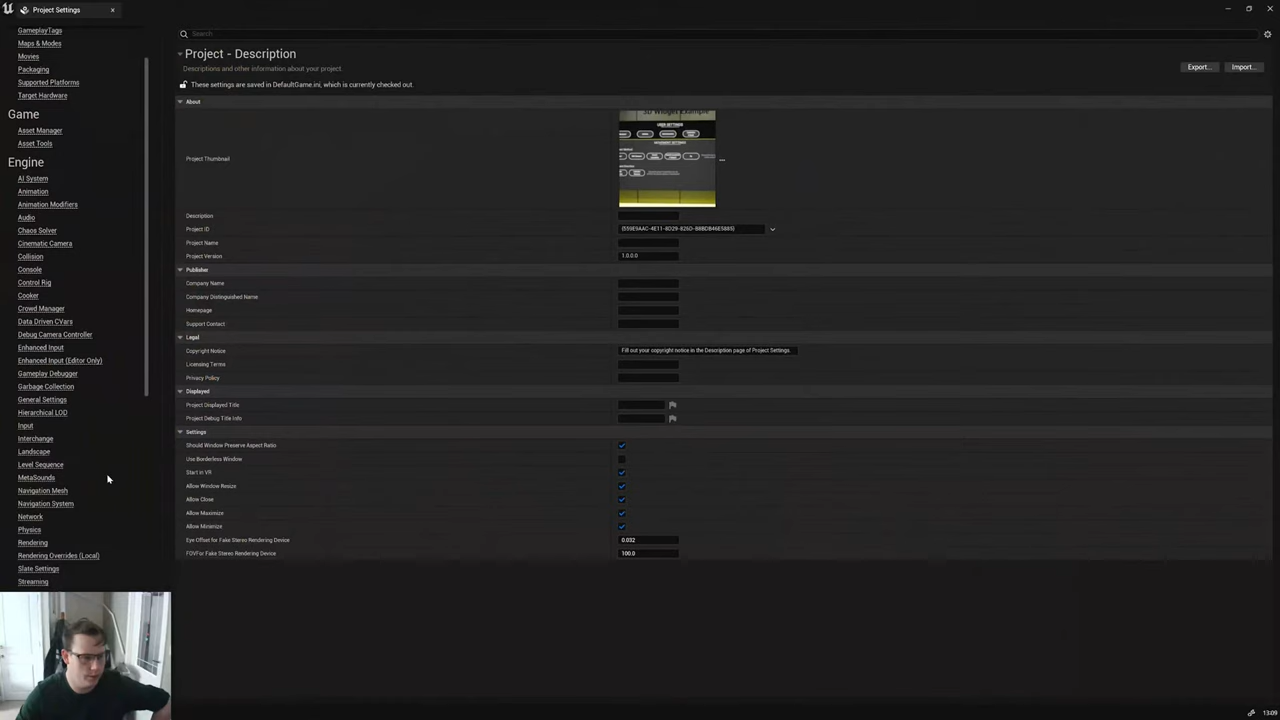 Project Settings
GameplayTags
Maps & Modes
Movies
Packaging
Supported Platforms
Target Hardware
Game
Asset Manager
Asset Tools
Engine
AI System
Animation
Animation Modifiers
Audio
Chaos Solver
Cinematic Camera
Collision
Console
Control Rig
Cooker
Crowd Manager
Data Driven CVars
Debug Camera Controller
Enhanced Input
Enhanced Input (Editor Only)
Gameplay Debugger
Garbage Collection
General Settings
Hierarchical LOD
Input
Interchange
Landscape
Level Sequence
MetaSounds
Navigation Mesh
Navigation System
Network
Physics
Rendering
Rendering Overrides (Local)
Slate Settings
Streaming
Search
Project - Description
Descriptions and other information about your project.
Export...
Import...
These settings are saved in DefaultGame.ini, which is currently checked out.
About
Project Thumbnail
3D Widget Example
USER SETTINGS
Description
Project ID
Project Name
Project Version
1.0.0.0
Publisher
Company Name
Company Distinguished Name
Homepage
Support Contact
Legal
Copyright Notice
Fill out your copyright notice in the Description page of Project Settings.
Licensing Terms
Privacy Policy
Displayed
Project Displayed Title
Project Debug Title Info
Settings
Should Window Preserve Aspect Ratio
Use Borderless Window
Start in VR
Allow Window Resize
Allow Close
Allow Maximize
Allow Minimize
Eye Offset for Fake Stereo Rendering Device
0.032
FOVFor Fake Stereo Rendering Device
100.0
13:09